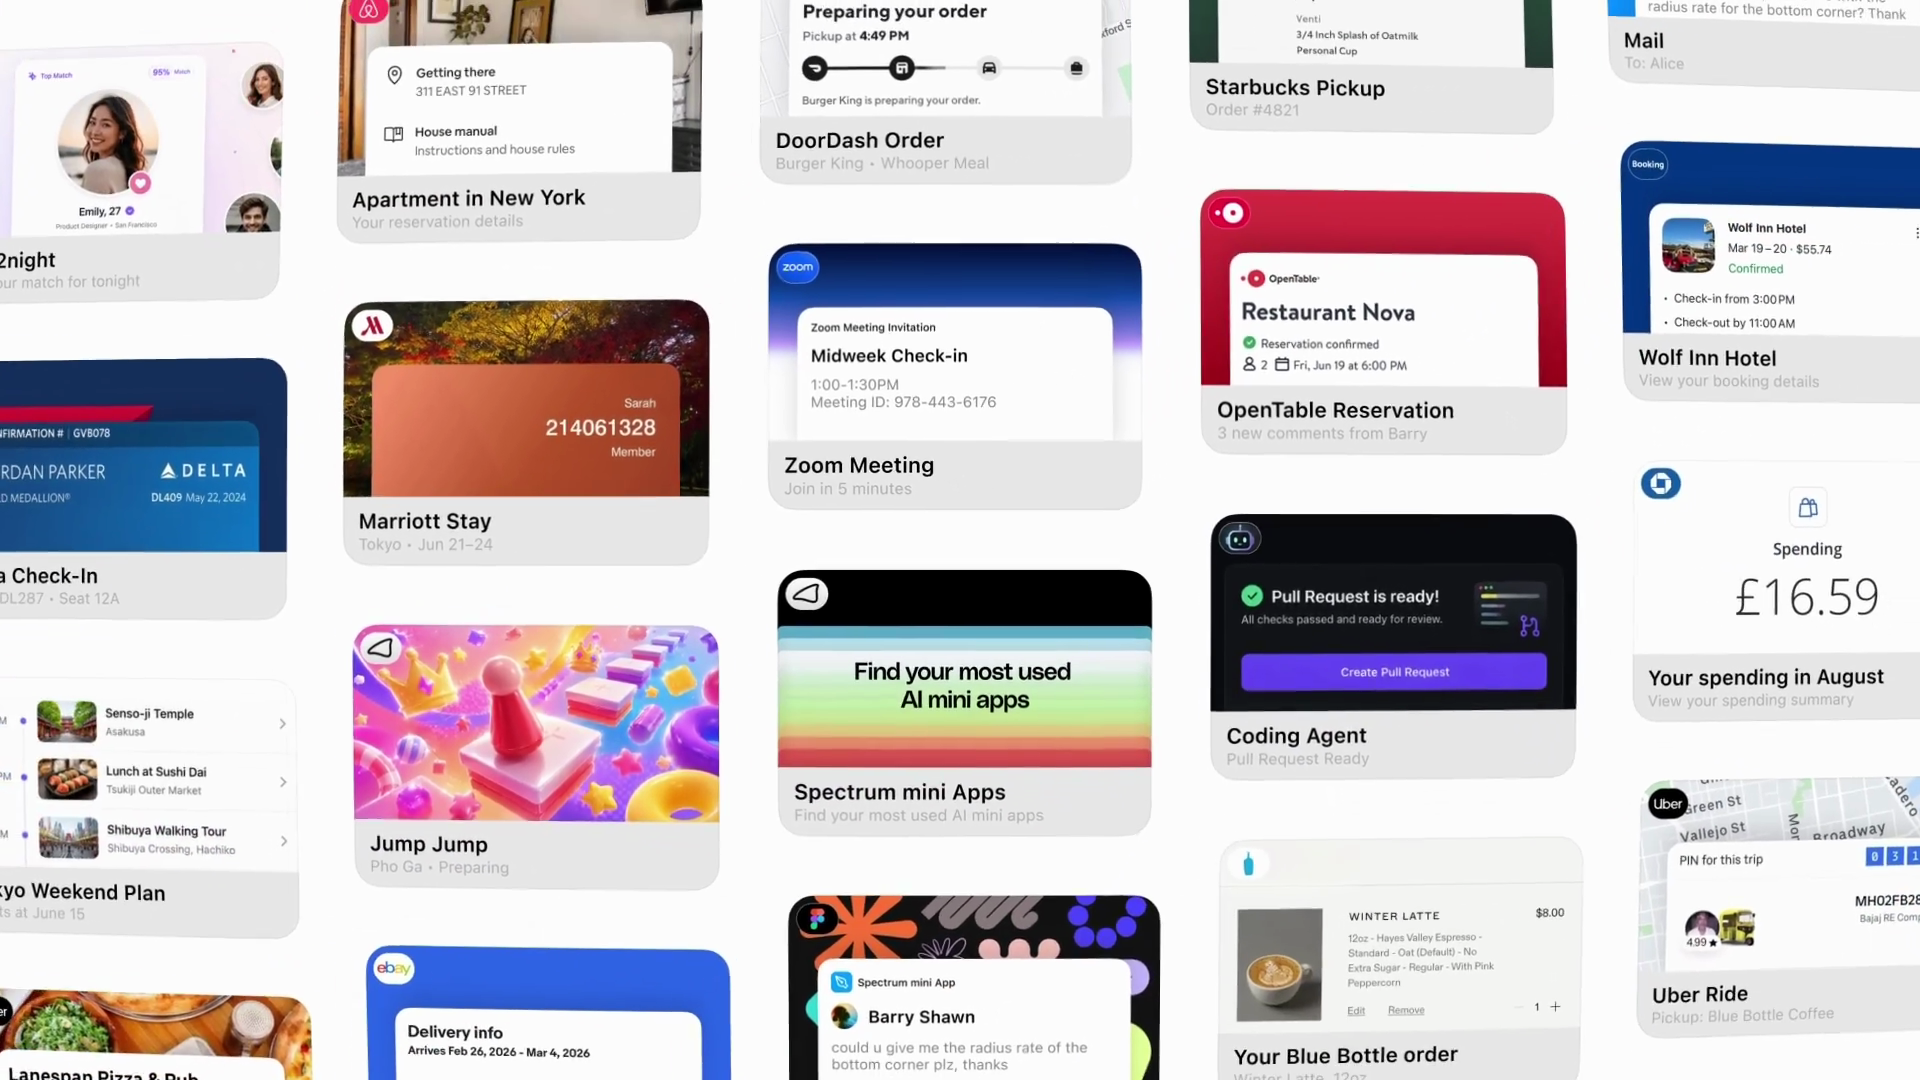 Top Match
95% Match
Emily, 27
Product Designer • San Francisco
2night
our match for tonight
NFIRMATION # | GVB078
RDAN PARKER
DELTA
D MEDALLION®
DL409 May 22, 2024
a Check-In
DL287 • Seat 12A
Senso-ji Temple
Asakusa
PM
Lunch at Sushi Dai
Tsukiji Outer Market
Shibuya Walking Tour
Shibuya Crossing, Hachiko
kyo Weekend Plan
ts at June 15
Lanespan Pizza & Pub
Getting there
311 EAST 91 STREET
House manual
Instructions and house rules
Apartment in New York
Your reservation details
Sarah
214061328
Member
Marriott Stay
Tokyo • Jun 21–24
Jump Jump
Pho Ga • Preparing
ebay
Delivery info
Arrives Feb 26, 2026 - Mar 4, 2026
Preparing your order
Pickup at 4:49 PM
Burger King is preparing your order.
DoorDash Order
Burger King • Whooper Meal
zoom
Zoom Meeting Invitation
Midweek Check-in
1:00-1:30PM
Meeting ID: 978-443-6176
Zoom Meeting
Join in 5 minutes
Find your most used
AI mini apps
Spectrum mini Apps
Find your most used AI mini apps
Spectrum mini App
Barry Shawn
could u give me the radius rate of the
bottom corner plz, thanks
Venti
3/4 Inch Splash of Oatmilk
Personal Cup
Starbucks Pickup
Order #4821
OpenTable
Restaurant Nova
Reservation confirmed
2 Fri, Jun 19 at 6:00 PM
OpenTable Reservation
3 new comments from Barry
Pull Request is ready!
All checks passed and ready for review.
Create Pull Request
Coding Agent
Pull Request Ready
WINTER LATTE
$8.00
12oz - Hayes Valley Espresso -
Standard - Oat (Default) - No
Extra Sugar - Regular - With Pink
Peppercorn
Edit Remove
1 +
Your Blue Bottle order
Winter Latte, 12oz
radius rate for the bottom corner? Thank
Mail
To: Alice
Booking
Wolf Inn Hotel
Mar 19 – 20 · $55.74
Confirmed
• Check-in from 3:00 PM
• Check-out by 11:00 AM
Wolf Inn Hotel
View your booking details
Spending
£16.59
Your spending in August
View your spending summary
Uber
Green St
Vallejo St
Broadway
PIN for this trip
0 3 1
MH02FB28
Bajaj RE Comp
4.99 ★
Uber Ride
Pickup: Blue Bottle Coffee